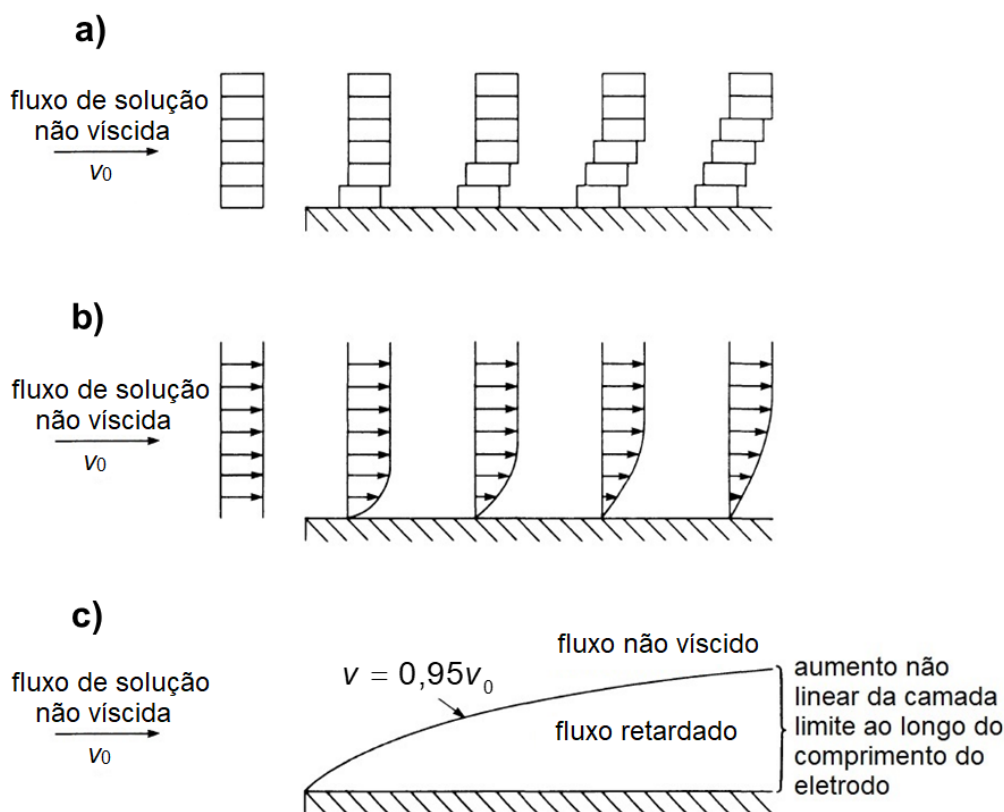 a)
fluxo de solução
não víscida
v0
b)
fluxo de solução
não víscida
v0
c)
fluxo de solução
não víscida
v0
v = 0,95v0
fluxo não víscido
fluxo retardado
aumento não
linear da camada
limite ao longo do
comprimento do
eletrodo